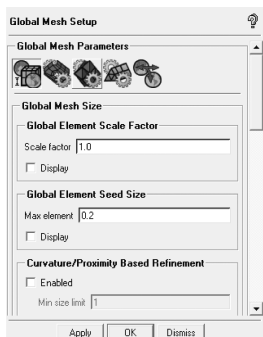 Global Mesh Setup
Global Mesh Parameters
Global Mesh Size
Global Element Scale Factor
Scale factor 1.0
Display
Global Element Seed Size
Max element 0.2
Display
Curvature/Proximity Based Refinement
Enabled
Min size limit 1
Apply OK Dismiss